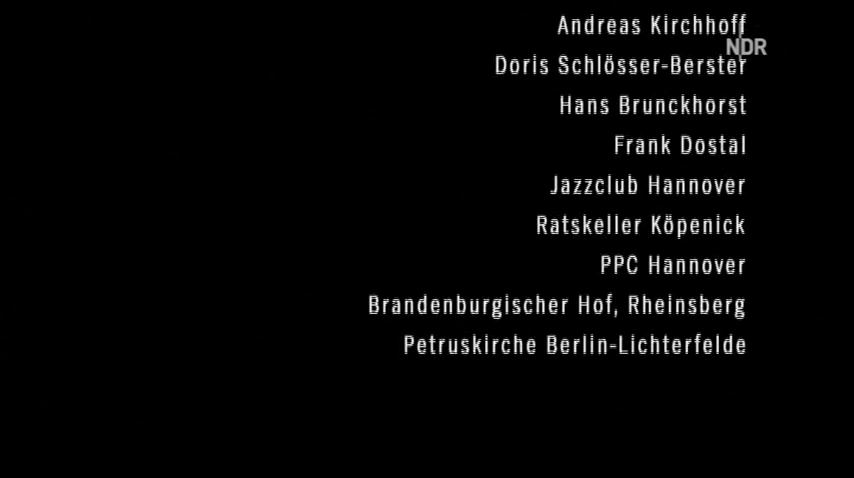 Andreas Kirchhoff
NDR
Doris Schlösser-Berster
Hans Brunckhorst
Frank Dostal
Jazzclub Hannover
Ratskeller Köpenick
PPC Hannover
Brandenburgischer Hof, Rheinsberg
Petruskirche Berlin-Lichterfelde